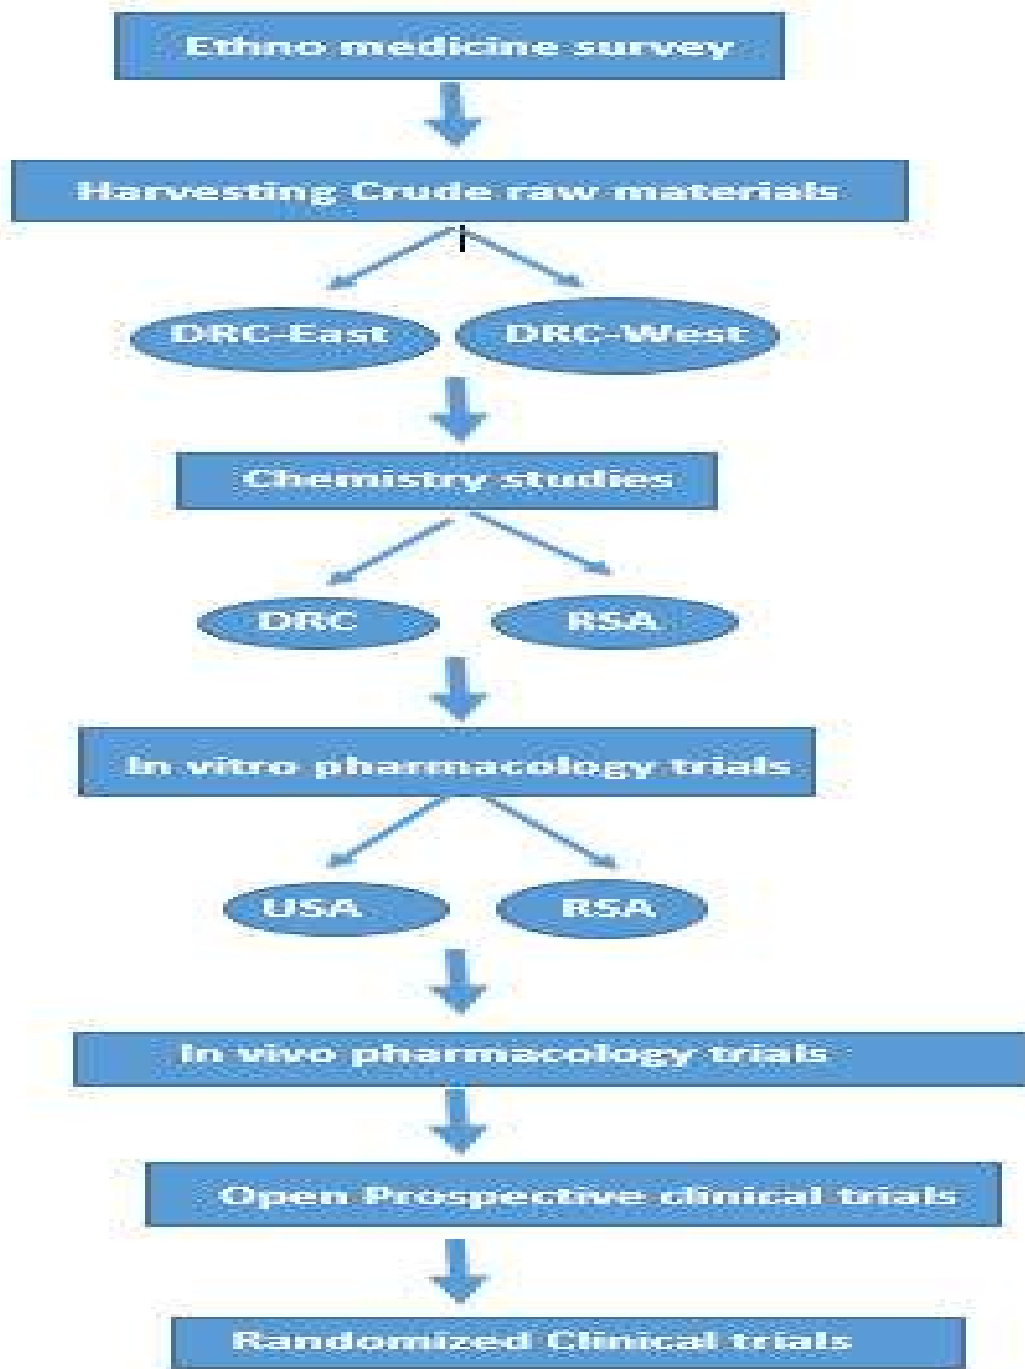 Ethno medicine survey
Harvesting Crude raw materials
DRC-East DRC-West
Chemistry studies
DRC RSA
In vitro pharmacology trials
USA RSA
In vivo pharmacology trials
Open Prospective clinical trials
Randomized Clinical trials